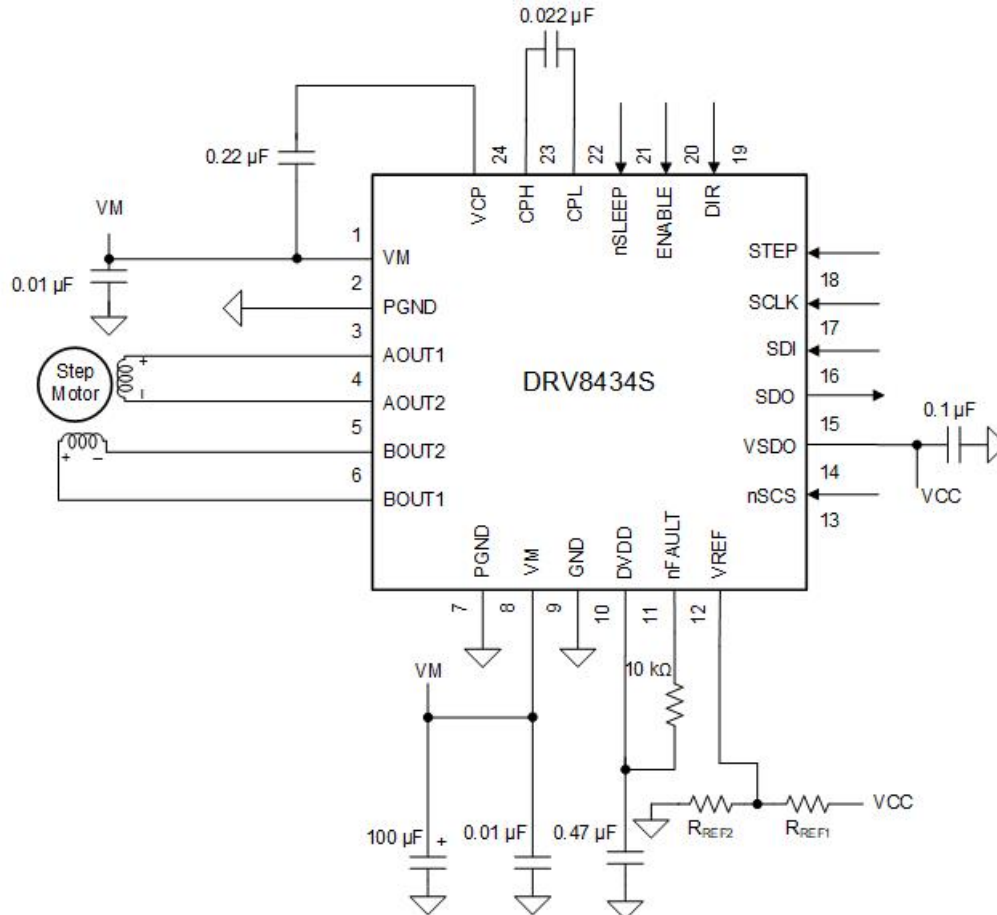 0.022 µF
0.22 µF
24
23
22
21
20
19
VCP
CPH
CPL
nSLEEP
ENABLE
DIR
VM
0.01 µF
1
VM
2
PGND
3
AOUT1
4
AOUT2
5
BOUT2
6
BOUT1
Step
Motor
+
–
+
–
DRV8434S
STEP
18
SCLK
17
SDI
16
SDO
15
VSDO
14
nSCS
13
0.1 µF
VCC
PGND
VM
GND
DVDD
nFAULT
VREF
7
8
9
10
11
12
10 kΩ
VM
VCC
RREF2
RREF1
100 µF
+
0.01 µF
0.47 µF